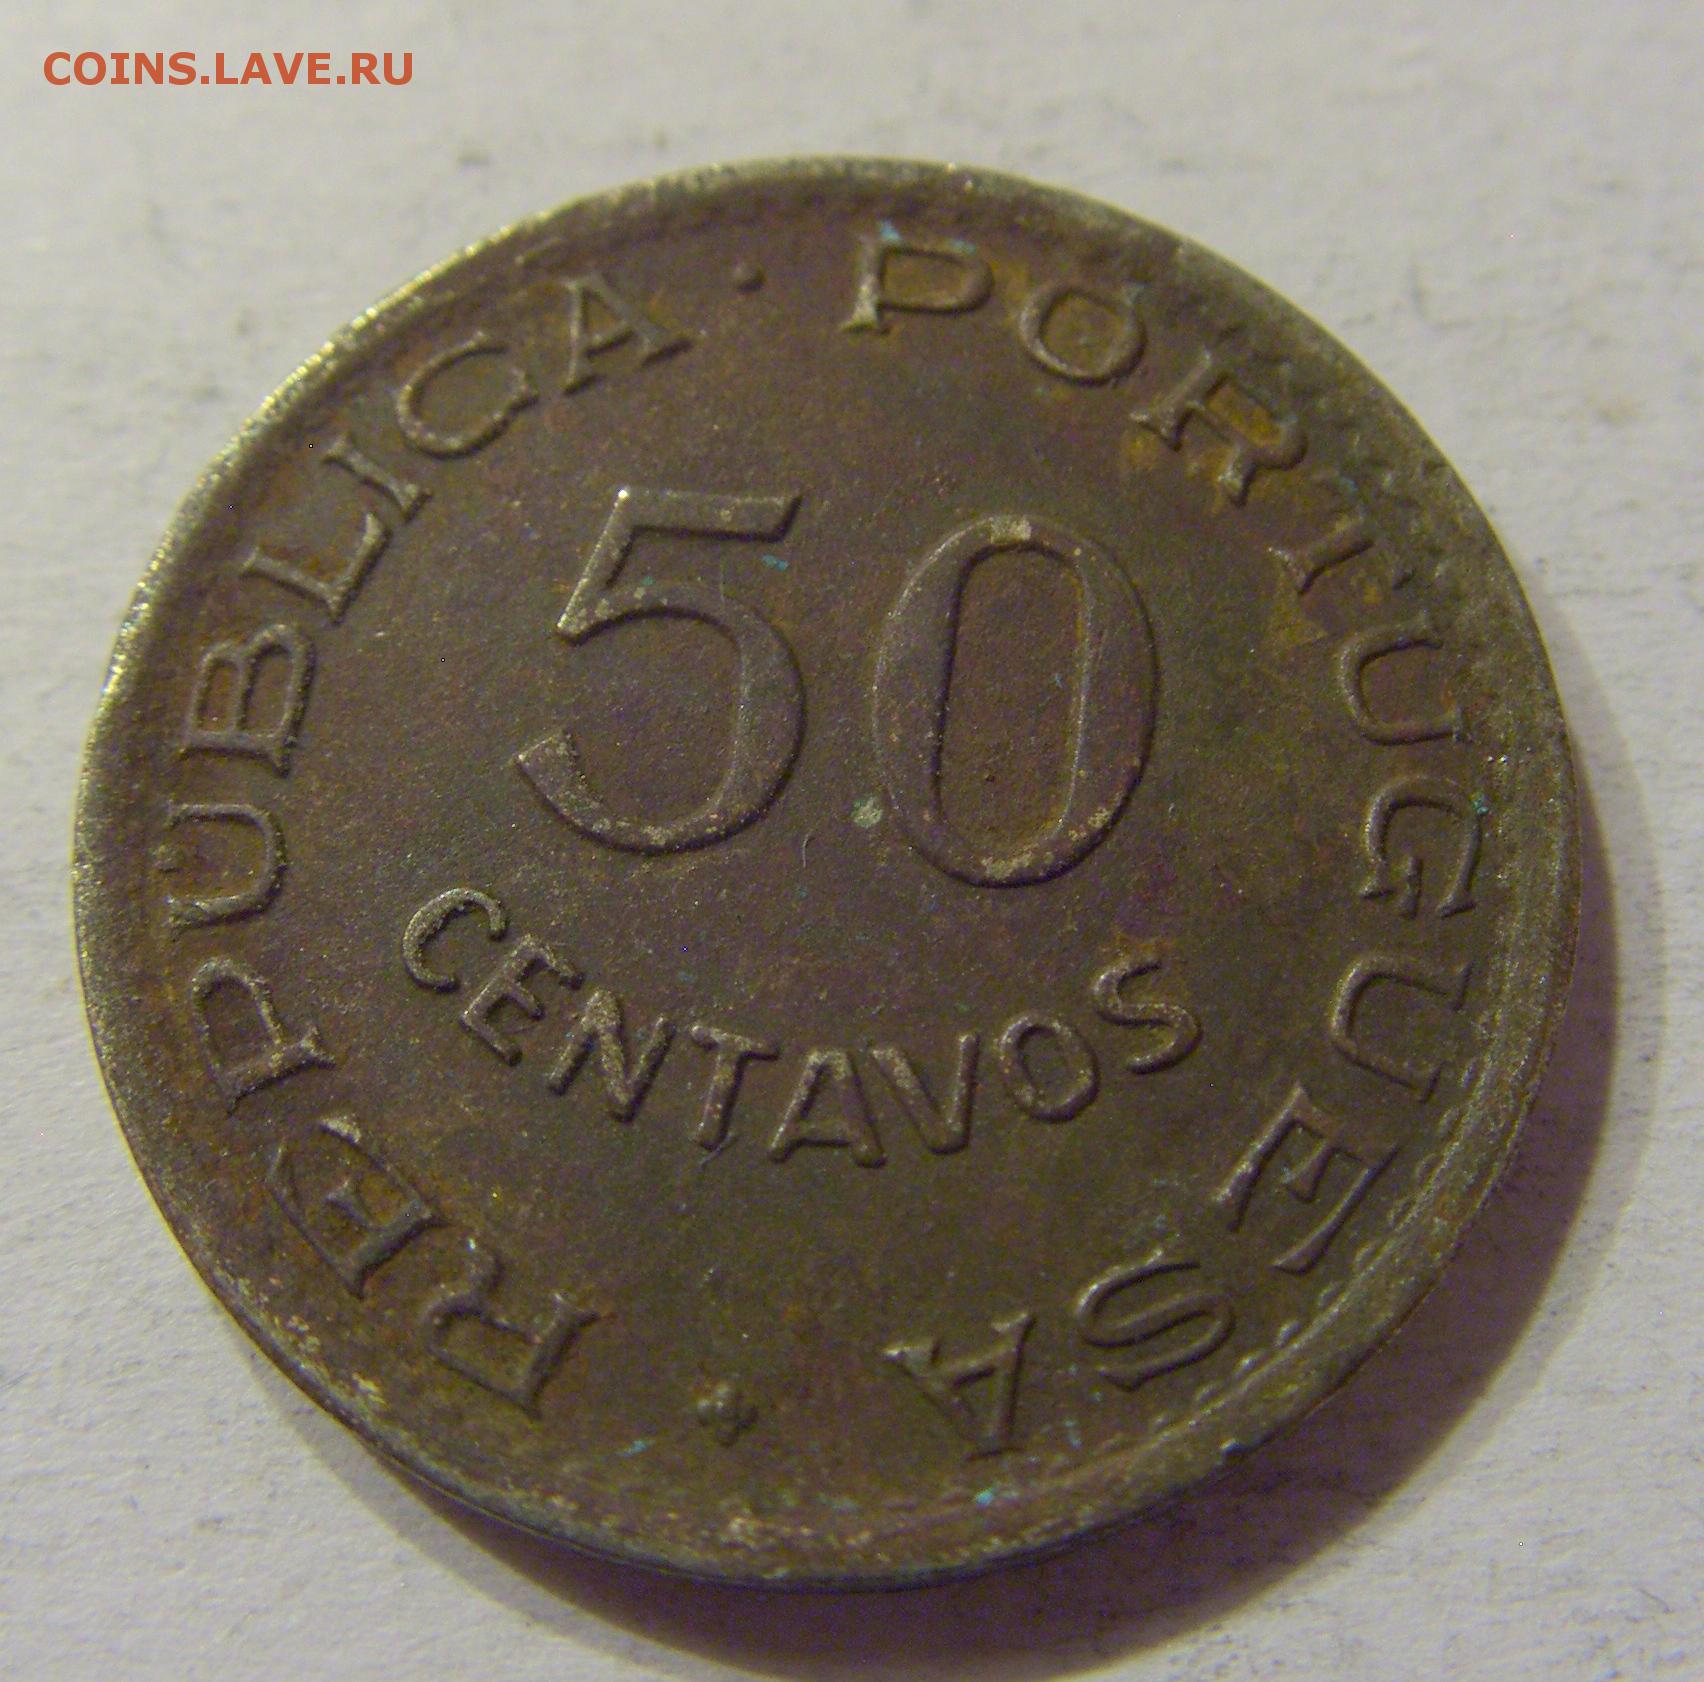 COINS.LAVE.RU
REPUBLICA · PORTUGUESA
50
CENTAVOS